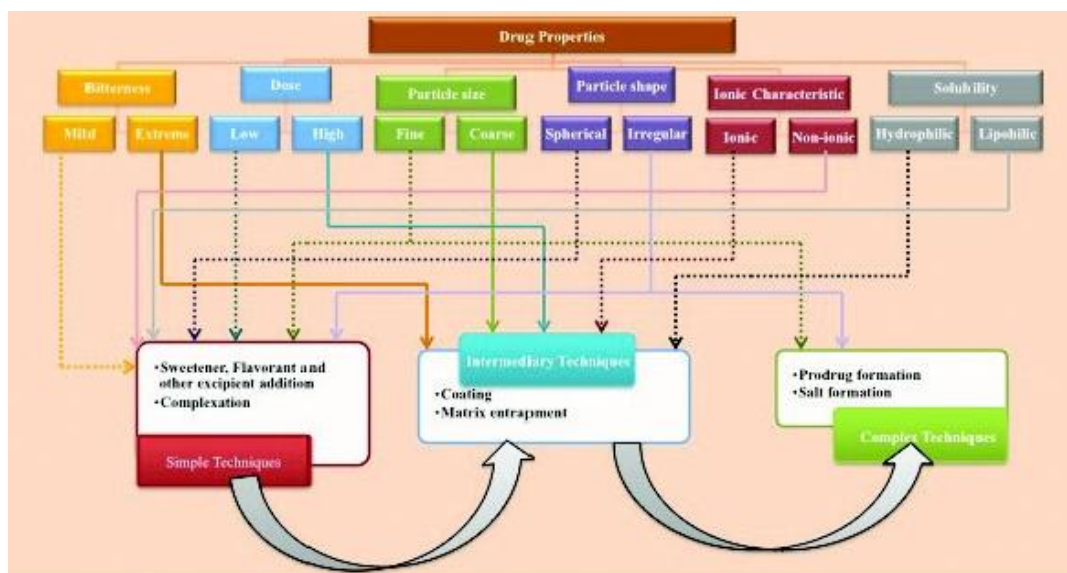 Drug Properties
Bitterness
Dose
Particle size
Particle shape
Ionic Characteristic
Solubility
Mild
Extreme
Low
High
Fine
Coarse
Spherical
Irregular
Ionic
Non-ionic
Hydrophilic
Lipohilic
•Sweetener, Flavorant and
other excipient addition
•Complexation
Simple Techniques
Intermediary Techniques
•Coating
•Matrix entrapment
•Prodrug formation
•Salt formation
Complex Techniques